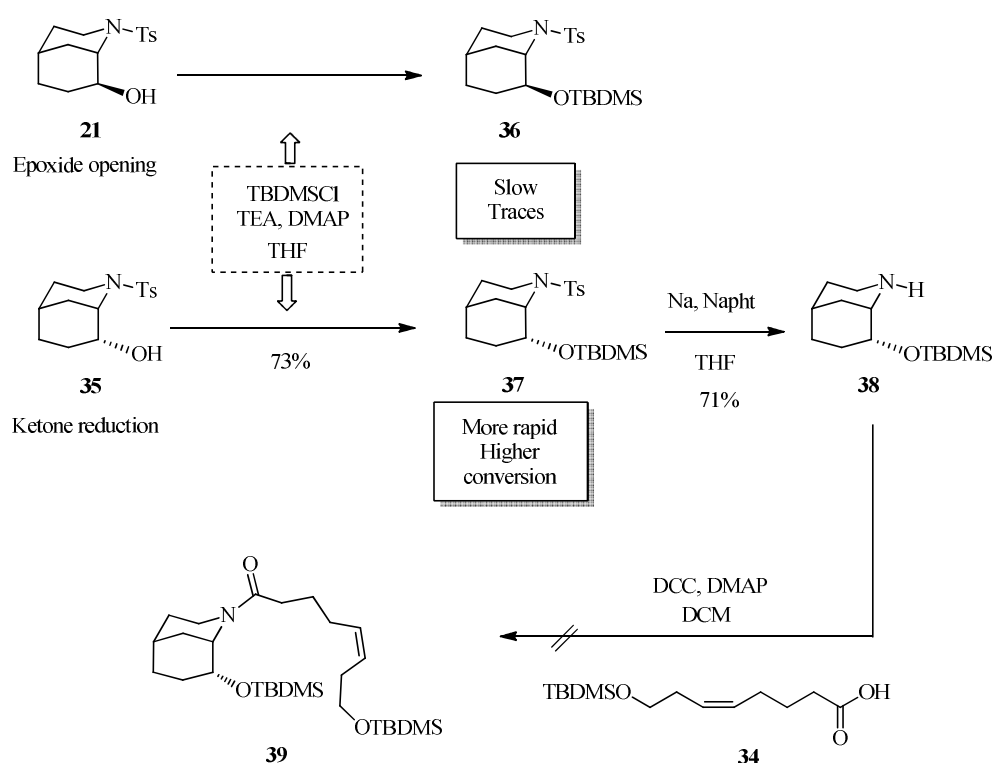 N Ts
OH
21
Epoxide opening
N Ts
OTBDMS
36
Slow
Traces
TBDMSCl
TEA, DMAP
THF
N Ts
OH
35
Ketone reduction
73%
N Ts
OTBDMS
37
More rapid
Higher
conversion
Na, Napht
THF
71%
N H
OTBDMS
38
DCC, DMAP
DCM
O
N
OTBDMS
OTBDMS
39
TBDMSO
OH
O
34